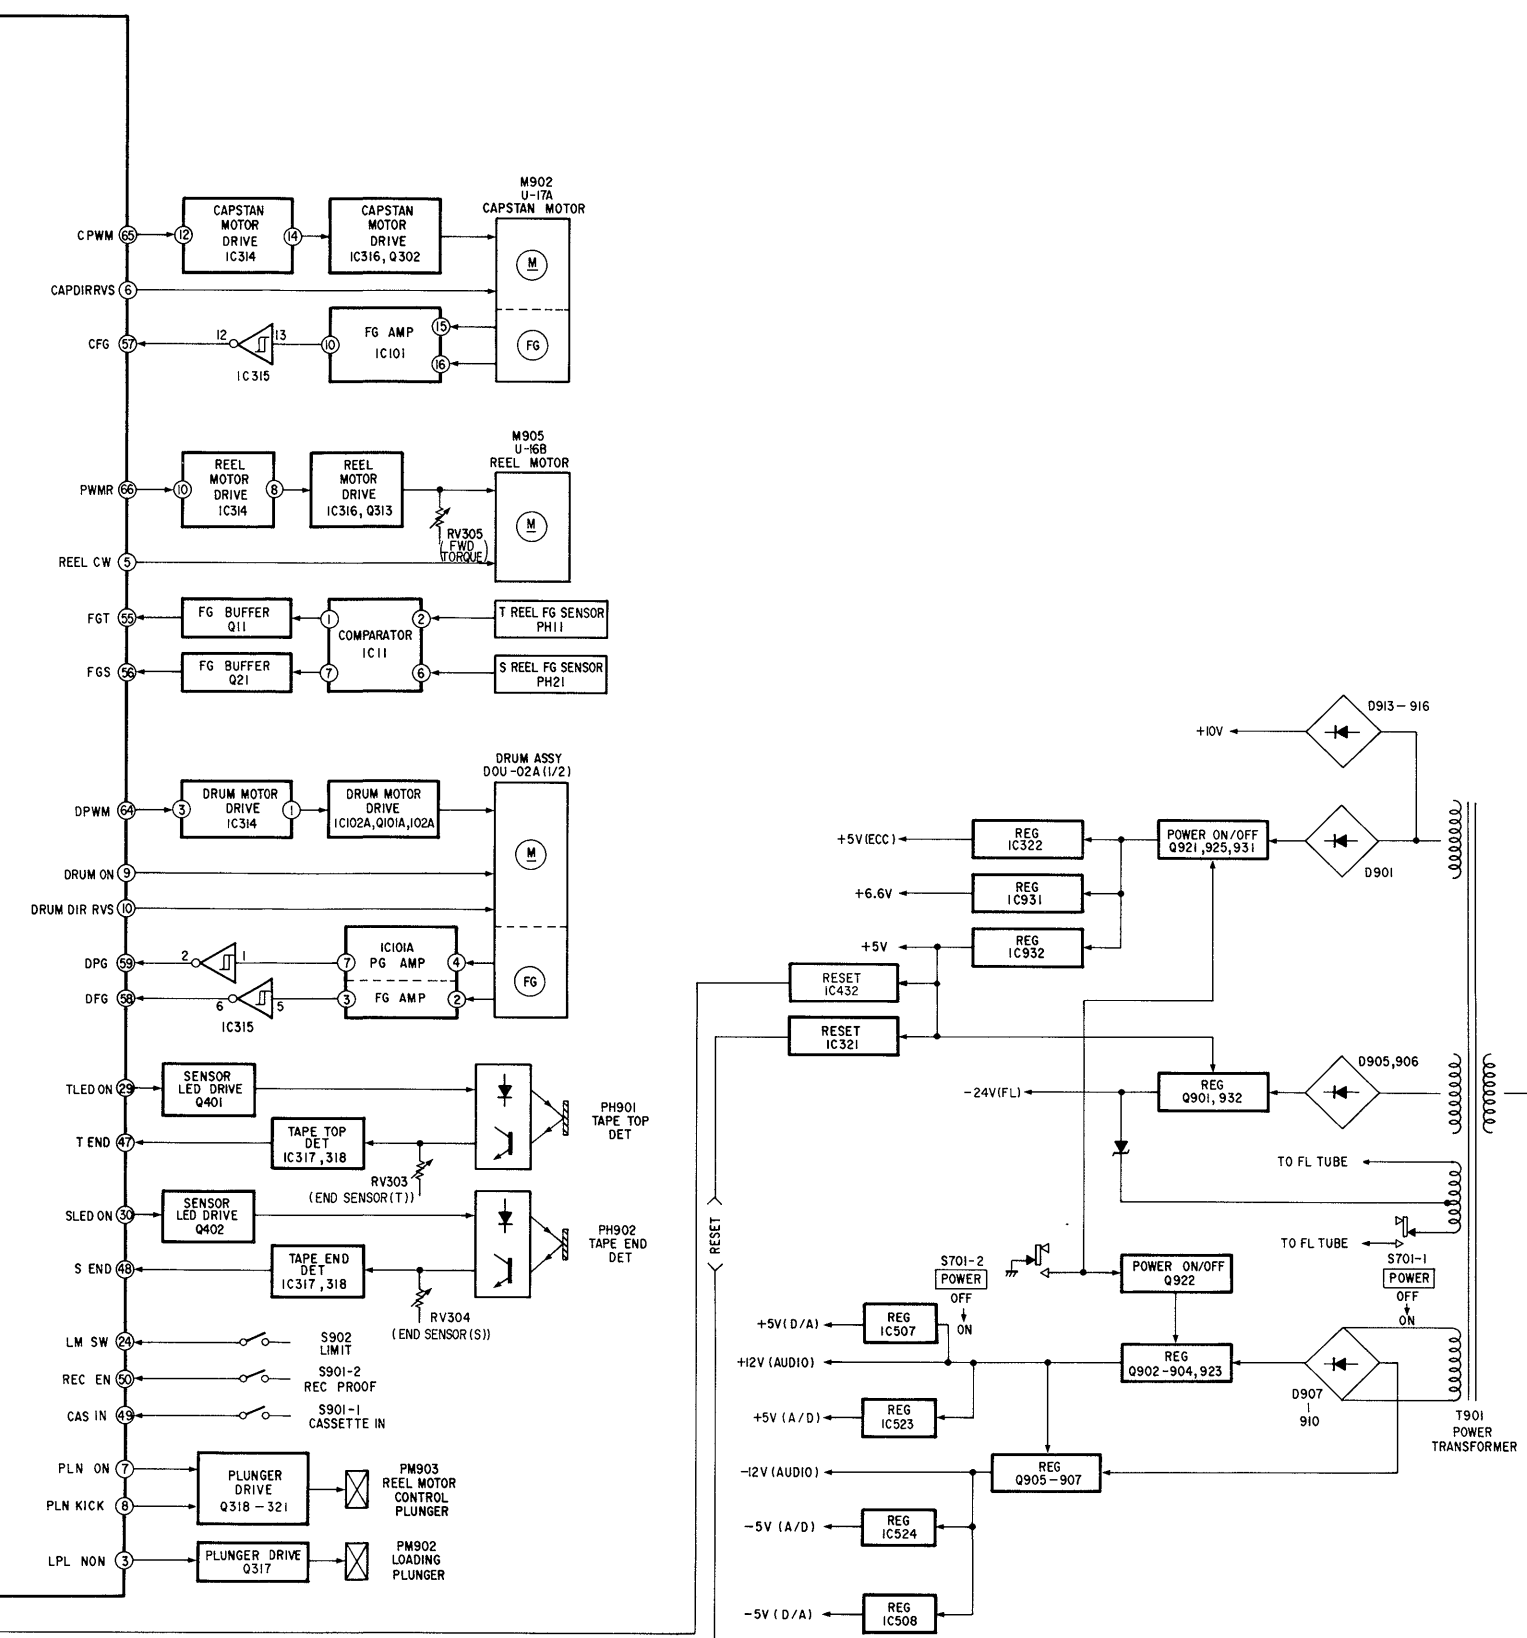 M902
U-17A
CAPSTAN MOTOR
CPWM 65 12 CAPSTAN MOTOR DRIVE IC314 14 CAPSTAN MOTOR DRIVE IC316, Q302 M
CAPDIRRVS 6
CFG 57 12 13 IC315 10 FG AMP IC101 15 16 FG
M905
U-16B
REEL MOTOR
PWMR 66 10 REEL MOTOR DRIVE IC314 8 REEL MOTOR DRIVE IC316, Q313 M
RV305
(FWD TORQUE)
REEL CW 5
FGT 55 FG BUFFER Q11 1 COMPARATOR IC11 2 T REEL FG SENSOR PH11
FGS 56 FG BUFFER Q21 7 6 S REEL FG SENSOR PH21
DRUM ASSY
DOU-02A(1/2)
DPWM 64 3 DRUM MOTOR DRIVE IC314 1 DRUM MOTOR DRIVE IC102A,Q101A,102A M
DRUM ON 9
DRUM DIR RVS 10
DPG 59 2 1 7 IC101A PG AMP 4
DFG 58 6 5 IC315 3 FG AMP 2 FG
TLED ON 29 SENSOR LED DRIVE Q401
PH901
TAPE TOP
DET
T END 47 TAPE TOP DET IC317,318
RV303
(END SENSOR(T))
SLED ON 30 SENSOR LED DRIVE Q402
PH902
TAPE END
DET
S END 48 TAPE END DET IC317,318
RV304
(END SENSOR(S))
LM SW 24 S902 LIMIT
REC EN 50 S901-2 REC PROOF
CAS IN 49 S901-1 CASSETTE IN
PLN ON 7 PLUNGER DRIVE Q318-321
PLN KICK 8
PM903
REEL MOTOR
CONTROL
PLUNGER
LPL NON 3 PLUNGER DRIVE Q317
PM902
LOADING
PLUNGER
D913-916
+10V
+5V(ECC) REG IC322 POWER ON/OFF Q921,925,931 D901
+6.6V REG IC931
+5V REG IC932
RESET IC432
RESET IC321
D905,906
-24V(FL) REG Q901,932
TO FL TUBE
TO FL TUBE
RESET
S701-2
POWER
OFF
ON
POWER ON/OFF Q922
S701-1
POWER
OFF
ON
+5V(D/A) REG IC507
+12V(AUDIO) REG Q902-904,923
D907
|
910
+5V(A/D) REG IC523
T901
POWER
TRANSFORMER
-12V(AUDIO) REG Q905-907
-5V(A/D) REG IC524
-5V(D/A) REG IC508